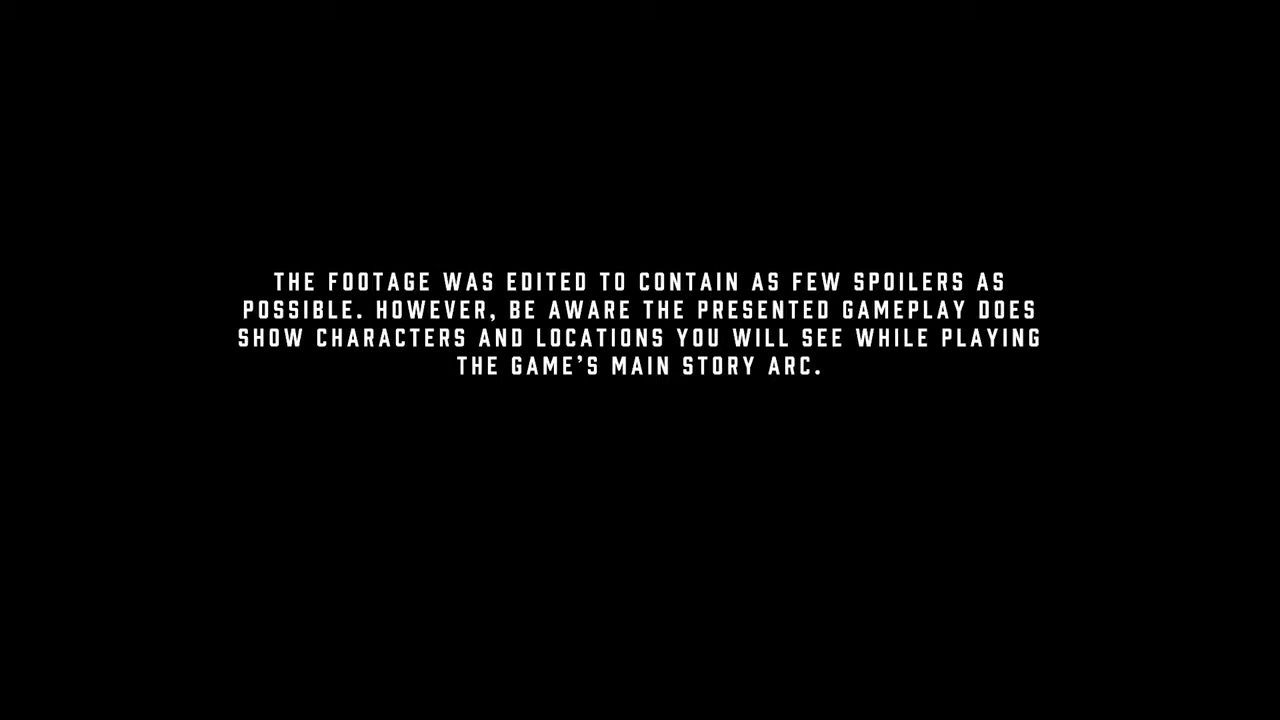 THE FOOTAGE WAS EDITED TO CONTAIN AS FEW SPOILERS AS
POSSIBLE. HOWEVER, BE AWARE THE PRESENTED GAMEPLAY DOES
SHOW CHARACTERS AND LOCATIONS YOU WILL SEE WHILE PLAYING
THE GAME’S MAIN STORY ARC.